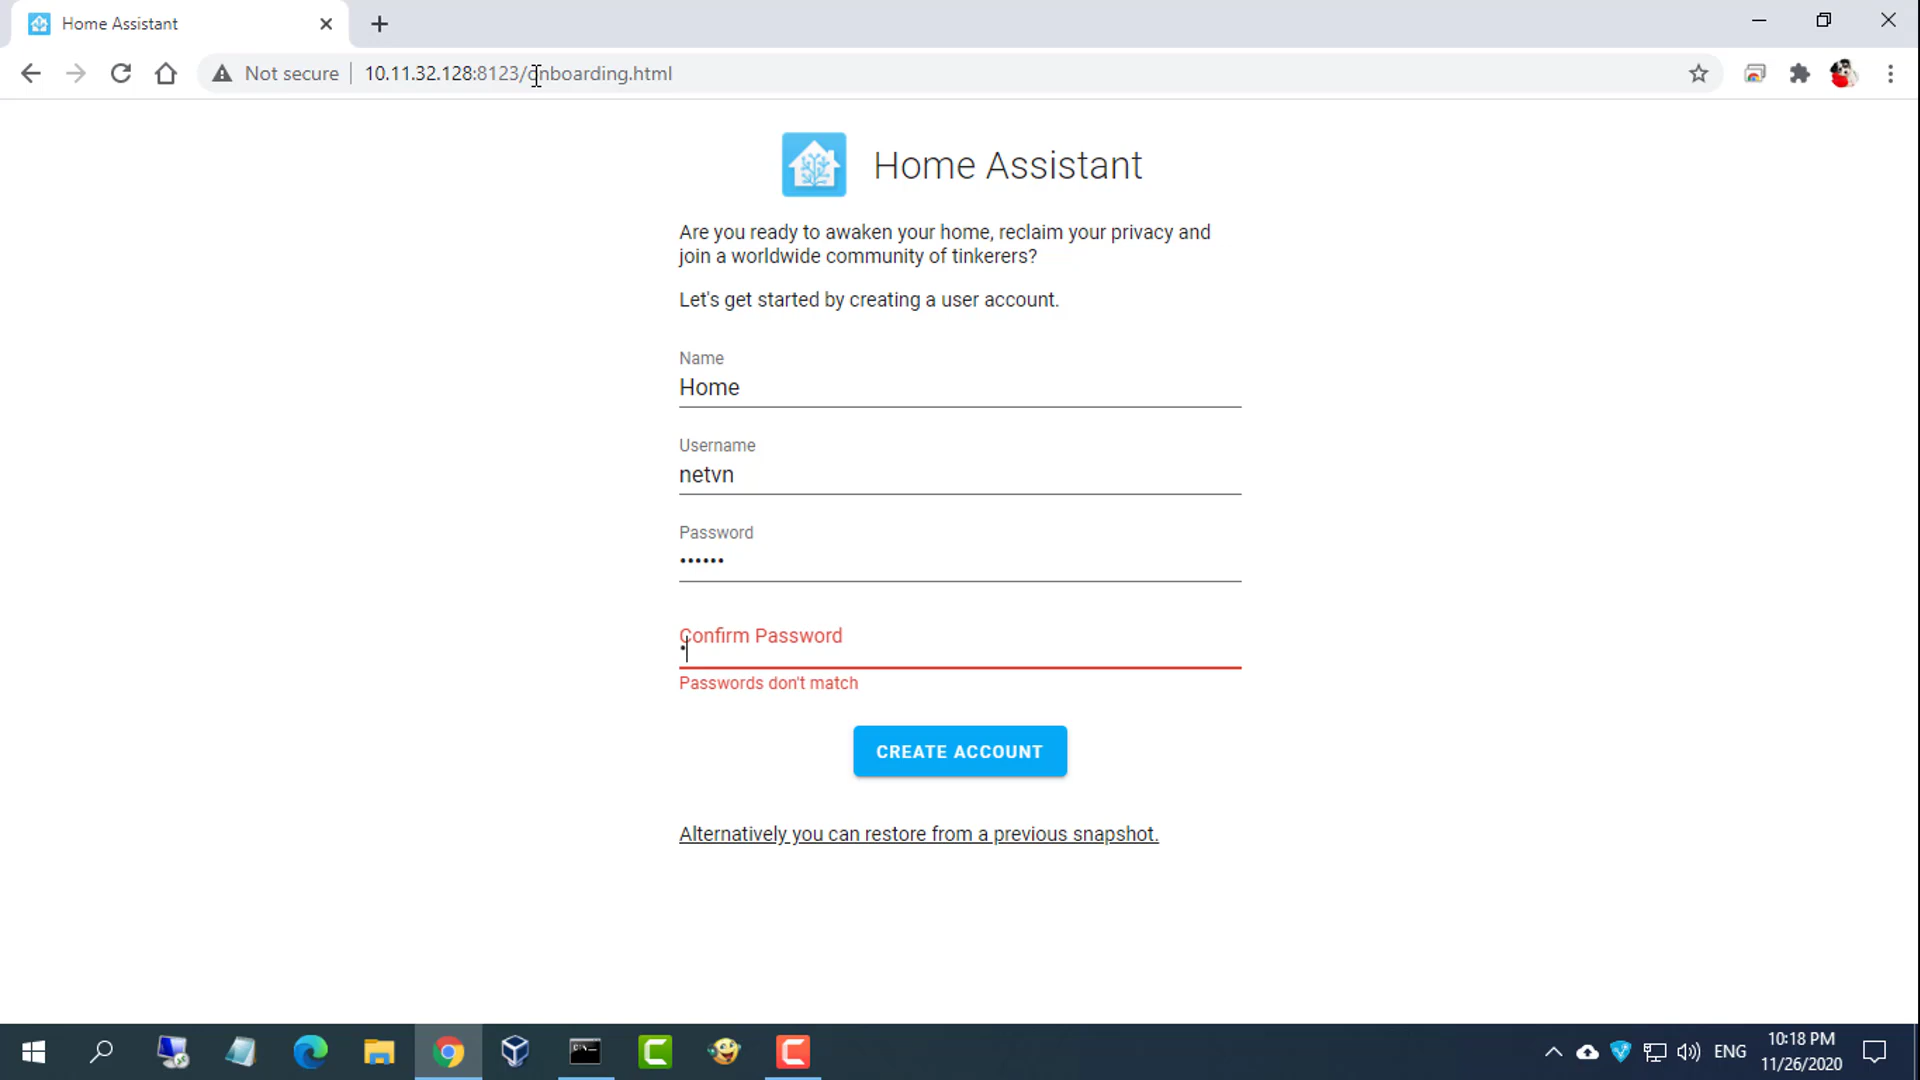 Home Assistant
Not secure
10.11.32.128:8123/onboarding.html
Home Assistant
Are you ready to awaken your home, reclaim your privacy and
join a worldwide community of tinkerers?
Let's get started by creating a user account.
Name
Home
Username
netvn
Password
••••••
Confirm Password
•
Passwords don't match
CREATE ACCOUNT
Alternatively you can restore from a previous snapshot.
ENG
10:18 PM
11/26/2020